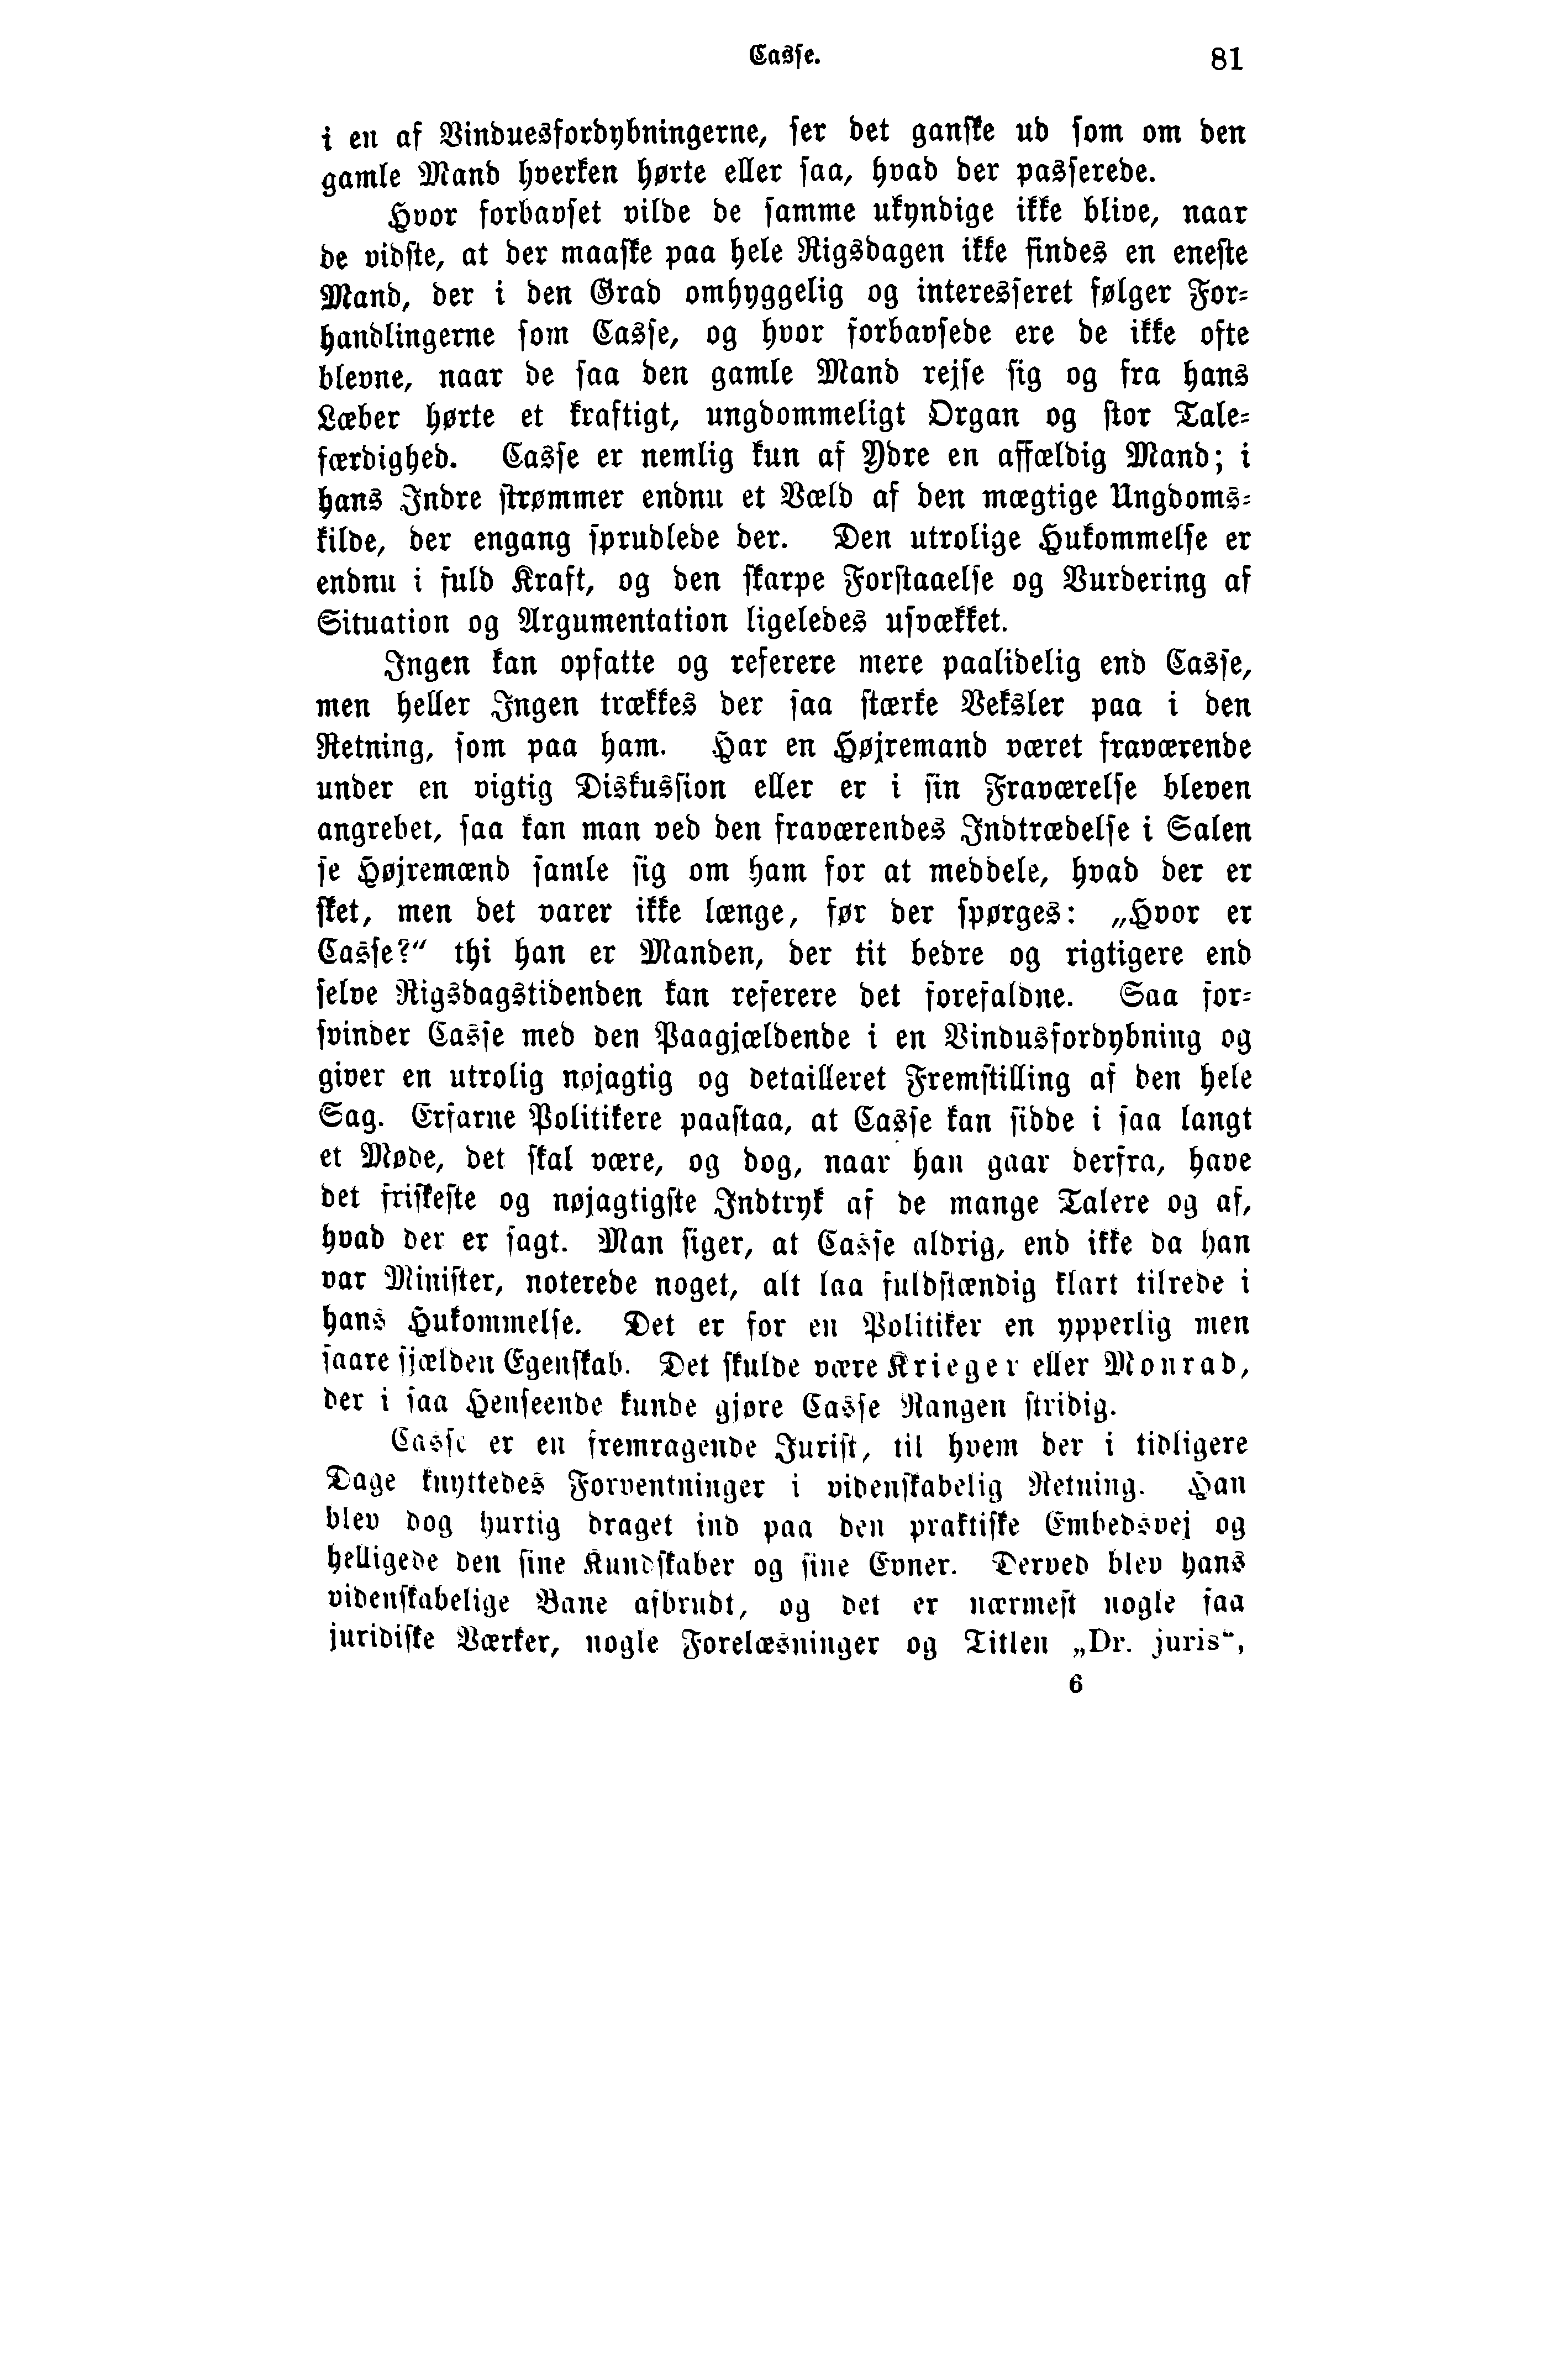 Casse.
81
i en af Vinduesfordybningerne, ser det ganske ud som om den
gamle Mand hverken hørte eller saa, hvad der passerede.
Hvor forbavset vilde de samme ukyndige ikke blive, naar
de vidste, at der maaske paa hele Rigsdagen ikke findes en eneste
Mand, der i den Grad omhyggelig og interesseret følger For-
handlingerne som Casse, og hvor forbavsede ere de ikke ofte
blevne, naar de saa den gamle Mand rejse sig og fra hans
Læber hørte et kraftigt, ungdommeligt Organ og stor Tale-
færdighed. Casse er nemlig kun af Ydre en affældig Mand; i
hans Indre strømmer endnu et Væld af den mægtige Ungdoms-
kilde, der engang sprudlede der. Den utrolige Hukommelse er
endnu i fuld Kraft, og den skarpe Forstaaelse og Vurdering af
Situation og Argumentation ligeledes usvækket.
Ingen kan opfatte og referere mere paalidelig end Casse,
men heller Ingen trækkes der saa stærke Veksler paa i den
Retning, som paa ham. Har en Højremand været fraværende
under en vigtig Diskussion eller er i sin Fraværelse bleven
angrebet, saa kan man ved den fraværendes Indtrædelse i Salen
se Højremænd samle sig om ham for at meddele, hvad der er
sket, men det varer ikke længe, før der spørges: „Hvor er
Casse?“ thi han er Manden, der tit bedre og rigtigere end
selve Rigsdagstidenden kan referere det forefaldne. Saa for-
svinder Casse med den Paagjældende i en Vindusfordybning og
giver en utrolig nøjagtig og detailleret Fremstilling af den hele
Sag. Erfarne Politikere paastaa, at Casse kan sidde i saa langt
et Møde, det skal være, og dog, naar han gaar derfra, have
det friskeste og nøjagtigste Indtryk af de mange Talere og af,
hvad der er sagt. Man siger, at Casse aldrig, end ikke da han
var Minister, noterede noget, alt laa fuldstændig klart tilrede i
hans Hukommelse. Det er for en Politiker en ypperlig men
saare sjælden Egenskab. Det skulde være Krieger eller Monrad,
der i saa Henseende kunde gjøre Casse Rangen stridig.
Casse er en fremragende Jurist, til hvem der i tidligere
Dage knyttedes Forventninger i videnskabelig Retning. Han
blev dog hurtig draget ind paa den praktiske Embedsvej og
helligede den sine Kundskaber og sine Evner. Derved blev hans
videnskabelige Bane afbrudt, og det er nærmest nogle faa
juridiske Værker, nogle Forelæsninger og Titlen „Dr. juris“,
6